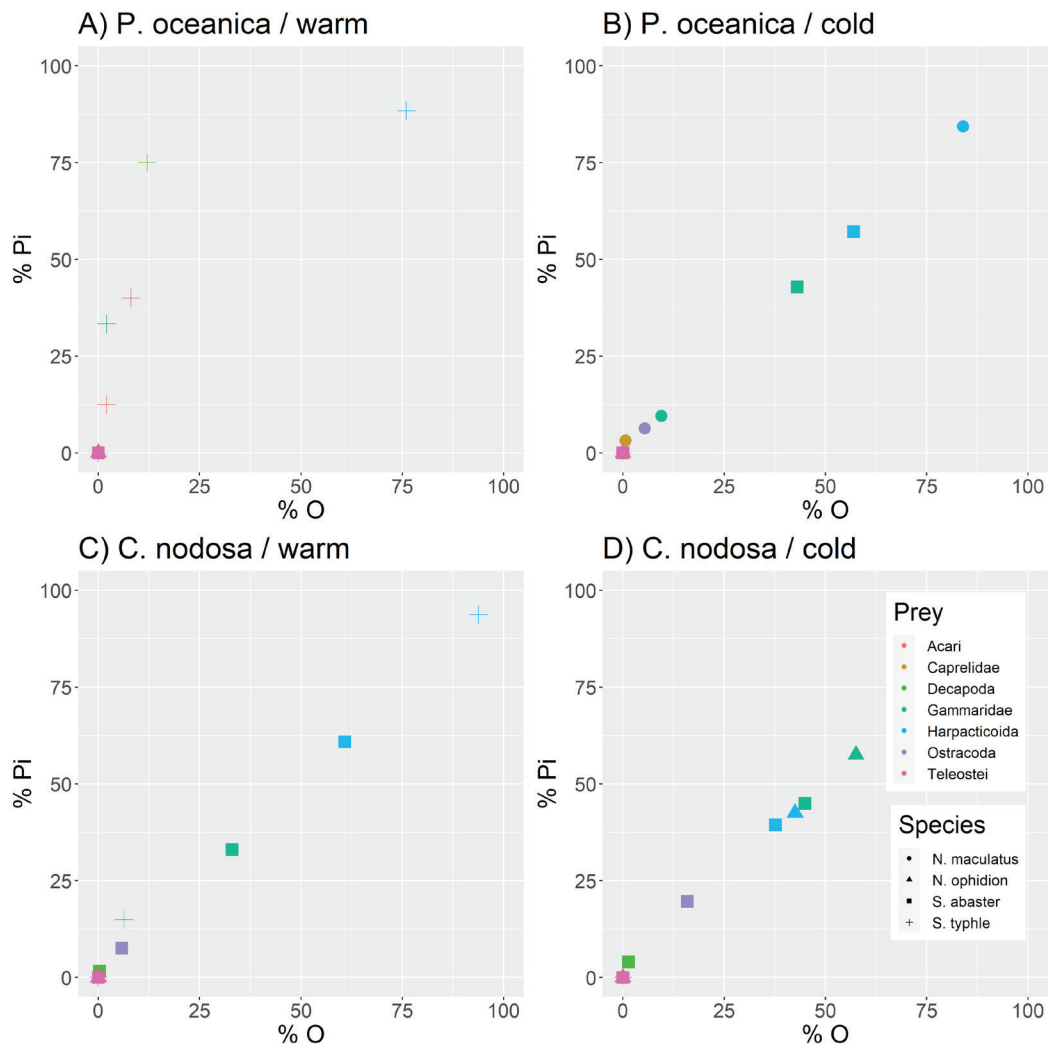 A) P. oceanica / warm
100
75
50
25
0
% Pi
0 25 50 75 100
% O
B) P. oceanica / cold
100
75
50
25
0
% Pi
0 25 50 75 100
% O
C) C. nodosa / warm
100
75
50
25
0
% Pi
0 25 50 75 100
% O
D) C. nodosa / cold
100
75
50
25
0
% Pi
0 25 50 75 100
% O
Prey
Acari
Caprelidae
Decapoda
Gammaridae
Harpacticoida
Ostracoda
Teleostei
Species
N. maculatus
N. ophidion
S. abaster
S. typhle